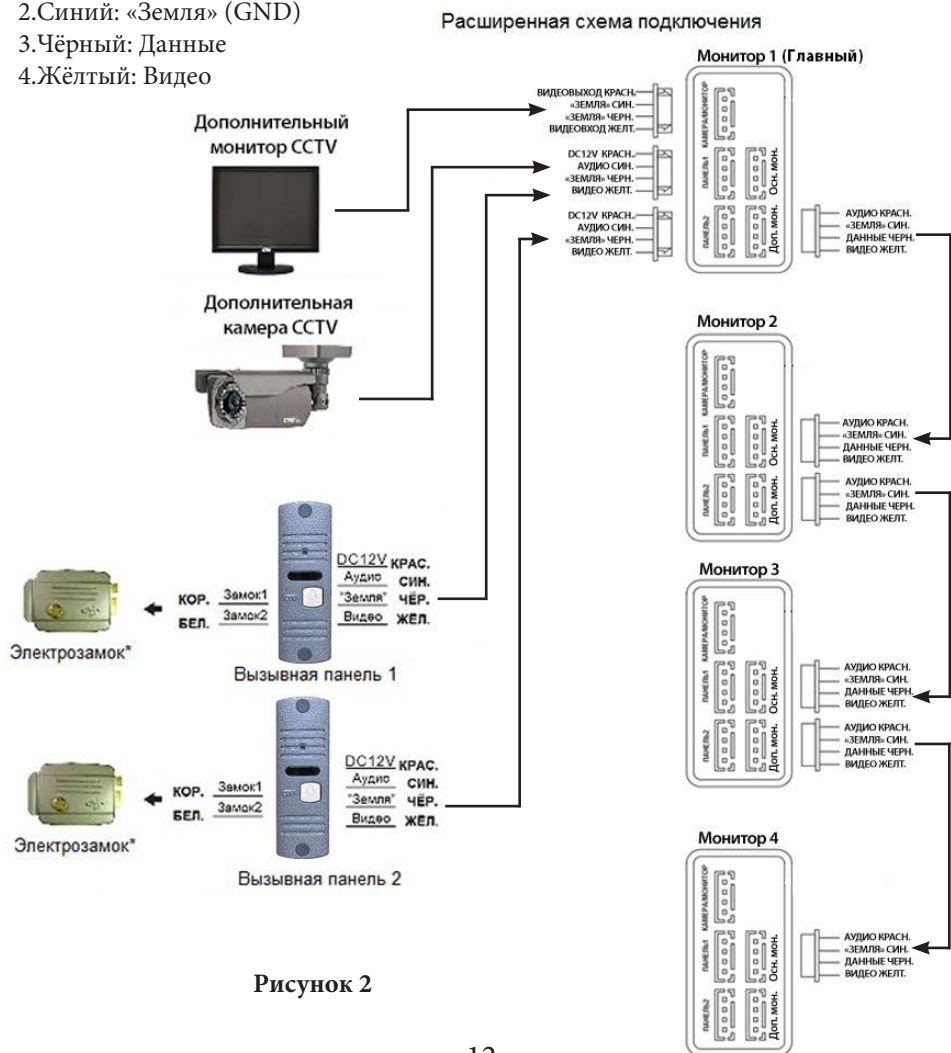 2.Синий: «Земля» (GND)
3.Чёрный: Данные
4.Жёлтый: Видео
Расширенная схема подключения
Монитор 1 (Главный)
ВИДЕОВЫХОД КРАСН.
«ЗЕМЛЯ» СИН.
«ЗЕМЛЯ» ЧЕРН.
ВИДЕОВХОД ЖЕЛТ.
DC12V КРАСН.
АУДИО СИН.
«ЗЕМЛЯ» ЧЕРН.
ВИДЕО ЖЕЛТ.
DC12V КРАСН.
АУДИО СИН.
«ЗЕМЛЯ» ЧЕРН.
ВИДЕО ЖЕЛТ.
КАМЕРА/МОНИТОР
ПАНЕЛЬ1
Осн. мон.
ПАНЕЛЬ2
Доп. мон.
АУДИО КРАСН.
«ЗЕМЛЯ» СИН.
ДАННЫЕ ЧЕРН.
ВИДЕО ЖЕЛТ.
Дополнительный
монитор CCTV
Дополнительная
камера CCTV
Монитор 2
КАМЕРА/МОНИТОР
ПАНЕЛЬ1
Осн. мон.
ПАНЕЛЬ2
Доп. мон.
АУДИО КРАСН.
«ЗЕМЛЯ» СИН.
ДАННЫЕ ЧЕРН.
ВИДЕО ЖЕЛТ.
АУДИО КРАСН.
«ЗЕМЛЯ» СИН.
ДАННЫЕ ЧЕРН.
ВИДЕО ЖЕЛТ.
Электрозамок*
КОР. Замок1
БЕЛ. Замок2
DC12V КРАС.
Аудио СИН.
"Земля" ЧЁР.
Видео ЖЁЛ.
Вызывная панель 1
Монитор 3
КАМЕРА/МОНИТОР
ПАНЕЛЬ1
Осн. мон.
ПАНЕЛЬ2
Доп. мон.
АУДИО КРАСН.
«ЗЕМЛЯ» СИН.
ДАННЫЕ ЧЕРН.
ВИДЕО ЖЕЛТ.
АУДИО КРАСН.
«ЗЕМЛЯ» СИН.
ДАННЫЕ ЧЕРН.
ВИДЕО ЖЕЛТ.
Электрозамок*
КОР. Замок1
БЕЛ. Замок2
DC12V КРАС.
Аудио СИН.
"Земля" ЧЁР.
Видео ЖЁЛ.
Вызывная панель 2
Монитор 4
КАМЕРА/МОНИТОР
ПАНЕЛЬ1
Осн. мон.
ПАНЕЛЬ2
Доп. мон.
АУДИО КРАСН.
«ЗЕМЛЯ» СИН.
ДАННЫЕ ЧЕРН.
ВИДЕО ЖЕЛТ.
Рисунок 2